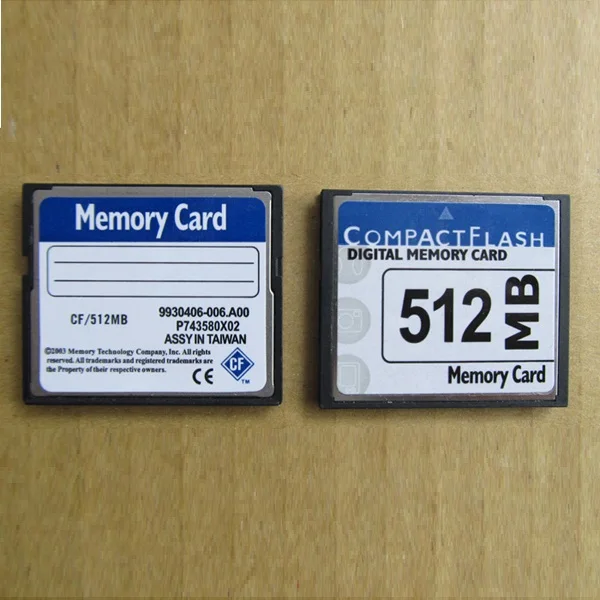 Memory Card
CF/512MB
9930406-006.A00
P743580X02
ASSY IN TAIWAN
©2003 Memory Technology Company, Inc. All rights
reserved. All trademarks and registered trademarks are
the Property of their respective owners.
CE
CF
TM
COMPACTFLASH
DIGITAL MEMORY CARD
512
MB
Memory Card